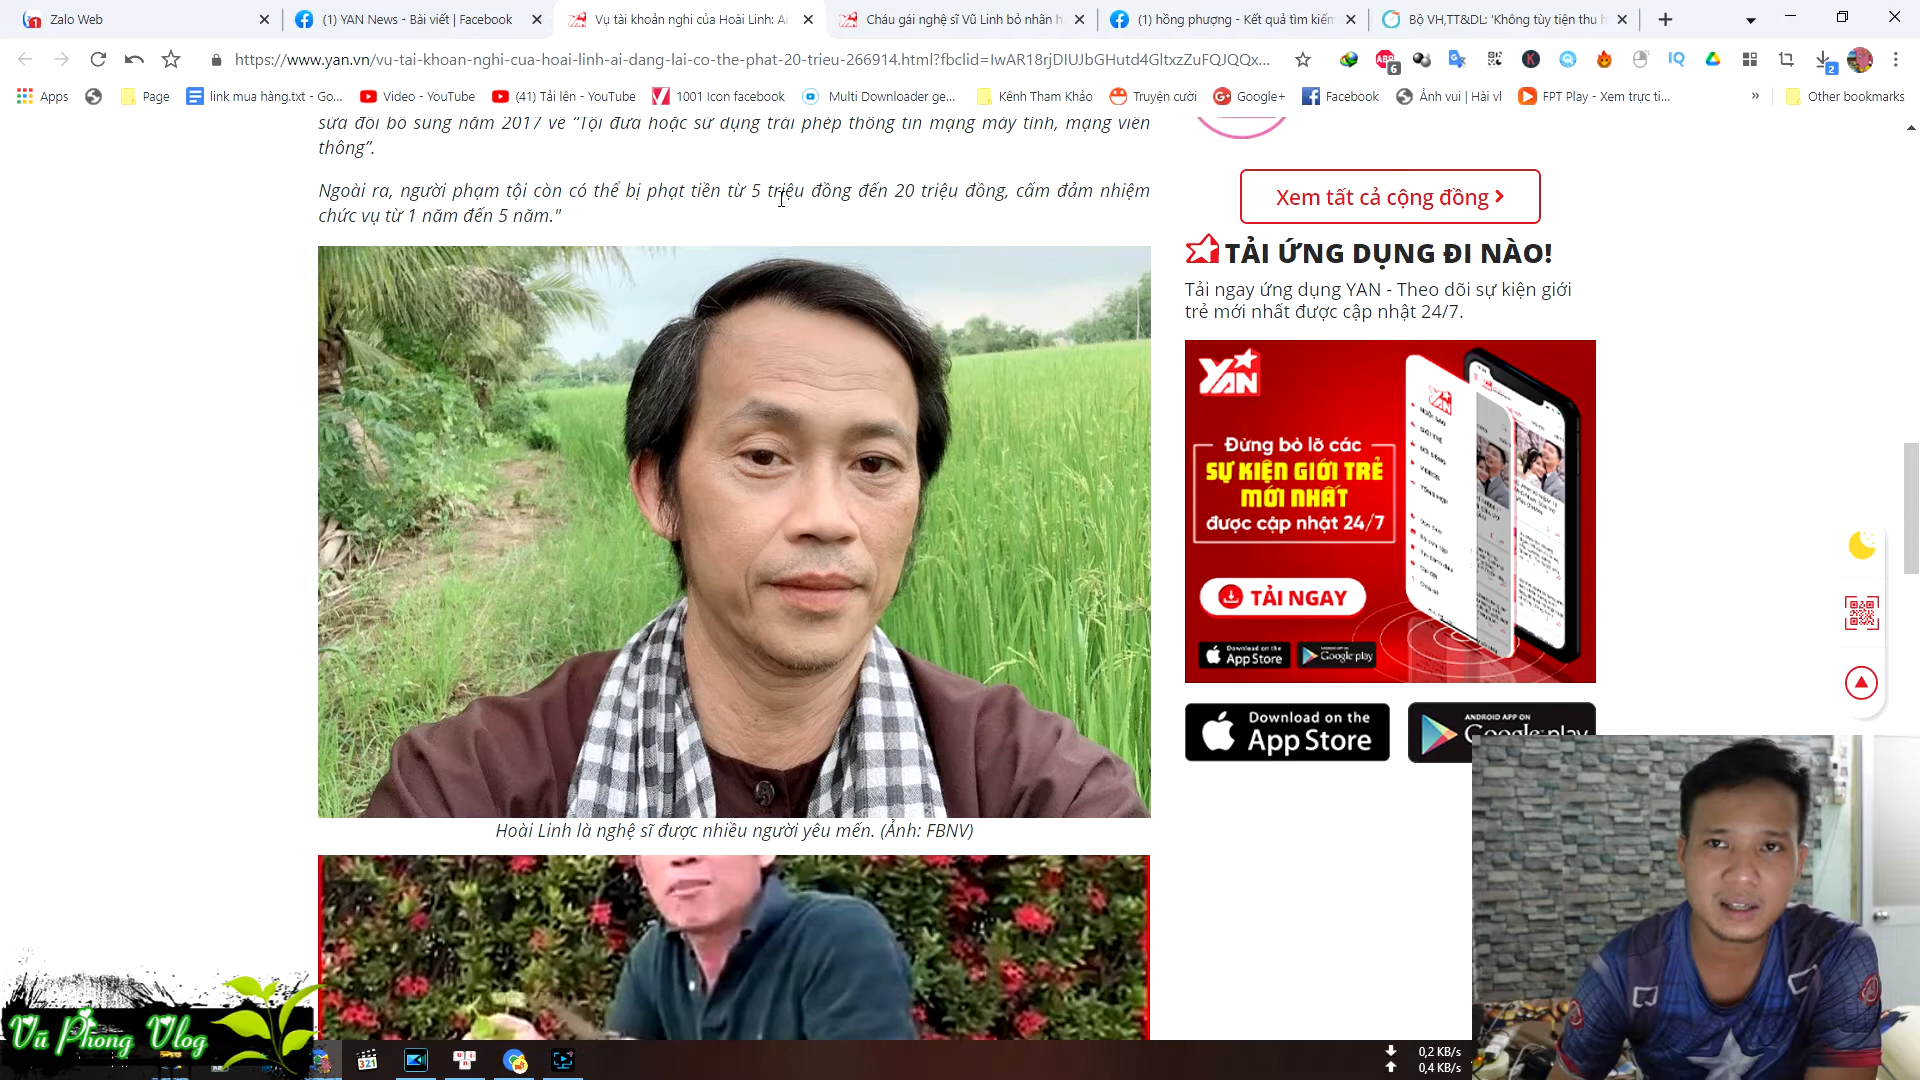 Zalo Web
(1) YAN News - Bài viết | Facebook
Vụ tài khoản nghi của Hoài Linh: Ai
Cháu gái nghệ sĩ Vũ Linh bỏ nhãn h
(1) hồng phượng - Kết quả tìm kiếm
Bộ VH,TT&DL: 'Không tùy tiện thu h
https://www.yan.vn/vu-tai-khoan-nghi-cua-hoai-linh-ai-dang-lai-co-the-phat-20-trieu-266914.html?fbclid=IwAR18rjDIUJbGHutd4GltxzZuFQJQQx...
Apps
Page
link mua hàng.txt - Go...
Video - YouTube
(41) Tải lên - YouTube
1001 Icon facebook
Multi Downloader ge...
Kênh Tham Khảo
Truyện cười
Google+
Facebook
Ảnh vui | Hài vl
FPT Play - Xem trực ti...
Other bookmarks
sửa đổi bổ sung năm 2017 về “Tội đưa hoặc sử dụng trái phép thông tin mạng máy tính, mạng viễn
thông”.
Ngoài ra, người phạm tội còn có thể bị phạt tiền từ 5 triệu đồng đến 20 triệu đồng, cấm đảm nhiệm
chức vụ từ 1 năm đến 5 năm."
Hoài Linh là nghệ sĩ được nhiều người yêu mến. (Ảnh: FBNV)
Xem tất cả cộng đồng
TẢI ỨNG DỤNG ĐI NÀO!
Tải ngay ứng dụng YAN - Theo dõi sự kiện giới
trẻ mới nhất được cập nhật 24/7.
YAN
Đừng bỏ lỡ các
SỰ KIỆN GIỚI TRẺ
MỚI NHẤT
được cập nhật 24/7
TẢI NGAY
Download on the
App Store
Google play
Download on the
App Store
ANDROID APP ON
Google play
Vũ Phong Vlog
321
0,2 KB/s
0,4 KB/s